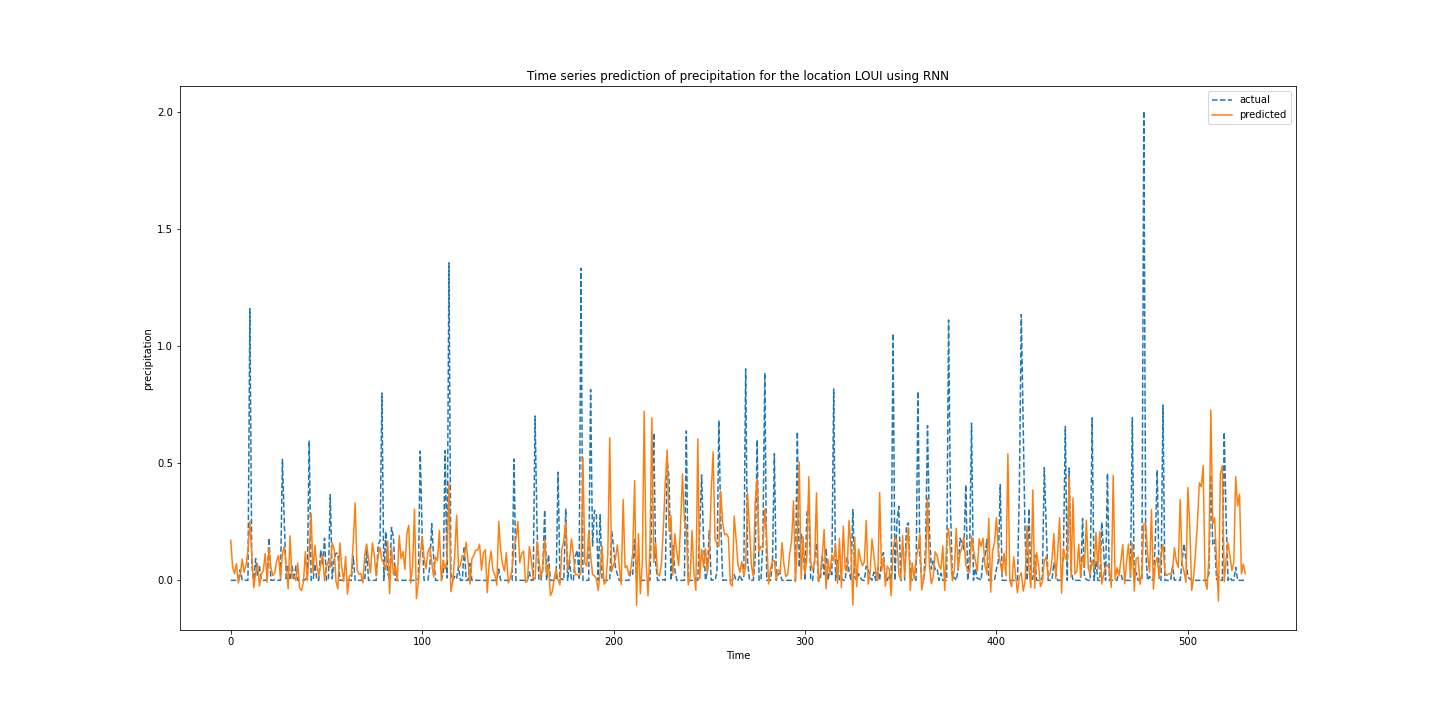 Time series prediction of precipitation for the location LOUI using RNN
actual
predicted
2.0
1.5
1.0
0.5
0.0
precipitation
0 100 200 300 400 500
Time